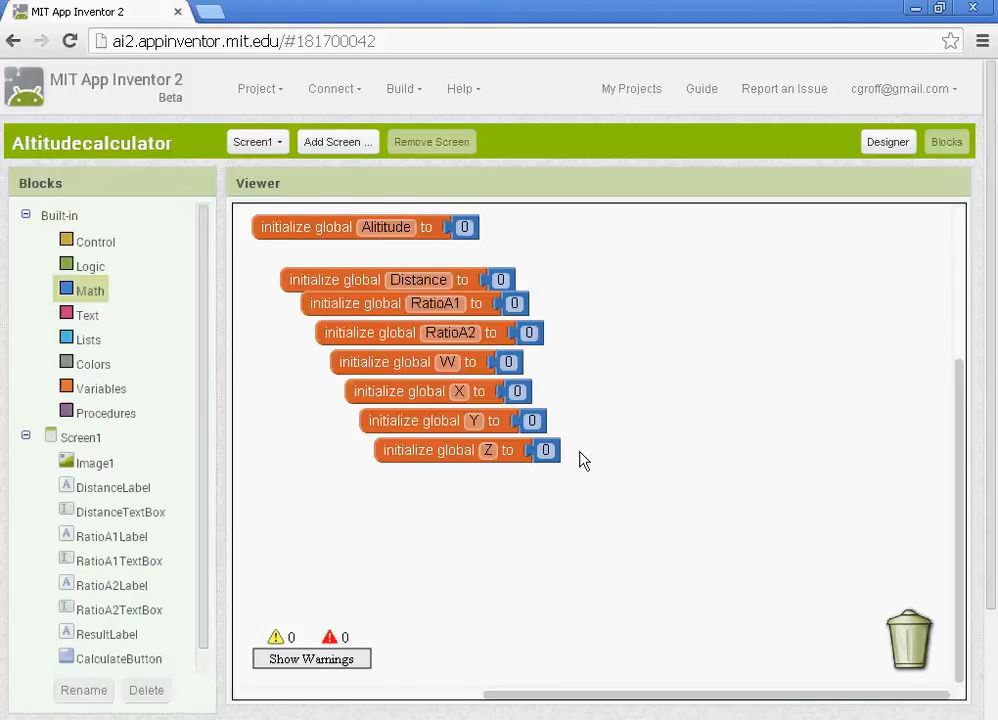 MIT App Inventor 2
ai2.appinventor.mit.edu/#181700042
MIT App Inventor 2
Beta
Project
Connect
Build
Help
My Projects
Guide
Report an Issue
cgroff@gmail.com
Altitudecalculator
Screen1
Add Screen ...
Remove Screen
Designer
Blocks
Blocks
Viewer
Built-in
Control
Logic
Math
Text
Lists
Colors
Variables
Procedures
Screen1
Image1
DistanceLabel
DistanceTextBox
RatioA1Label
RatioA1TextBox
RatioA2Label
RatioA2TextBox
ResultLabel
CalculateButton
Rename
Delete
initialize global Alititude to 0
initialize global Distance to 0
initialize global RatioA1 to 0
initialize global RatioA2 to 0
initialize global W to 0
initialize global X to 0
initialize global Y to 0
initialize global Z to 0
0
0
Show Warnings